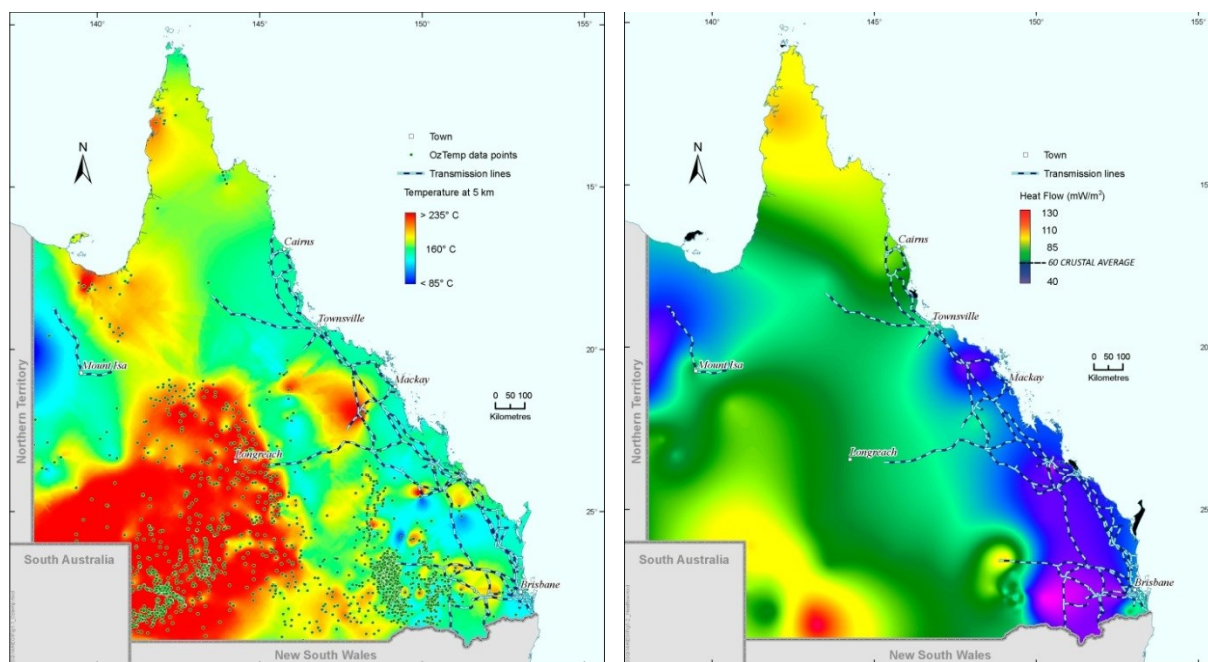 140°
145°
150°
155°
N
Town
OzTemp data points
Transmission lines
Temperature at 5 km
> 235° C
160° C
< 85° C
15°
Cairns
Townsville
20°
Mount Isa
Mackay
0 50 100
Kilometres
Northern Territory
Longreach
25°
South Australia
Brisbane
New South Wales
140°
145°
150°
155°
N
Town
Transmission lines
Heat Flow (mW/m²)
130
110
85
60 CRUSTAL AVERAGE
40
15°
Cairns
Townsville
20°
Mount Isa
Mackay
0 50 100
Kilometres
Northern Territory
Longreach
25°
South Australia
Brisbane
New South Wales